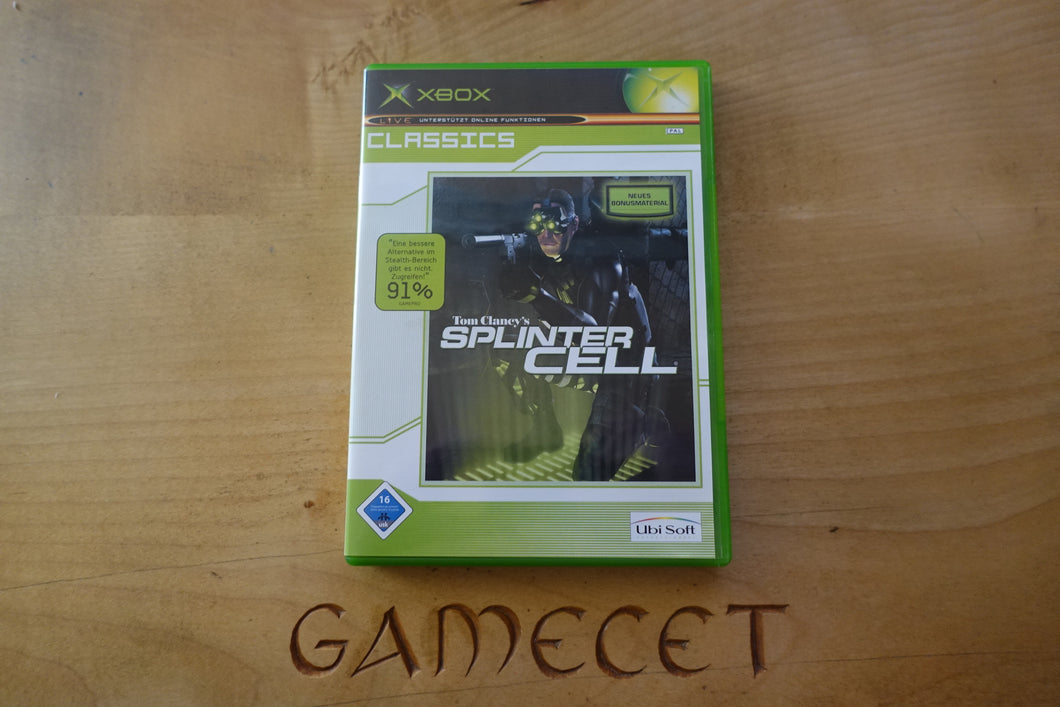 XBOX
LIVE UNTERSTÜTZT ONLINE FUNKTIONEN
PAL
CLASSICS
NEUES
BONUSMATERIAL
"Eine bessere
Alternative im
Stealth-Bereich
gibt es nicht.
Zugreifen!"
91%
GAMEPRO
Tom Clancy's
SPLINTER
CELL
16
usk
Ubi Soft
GAMECET